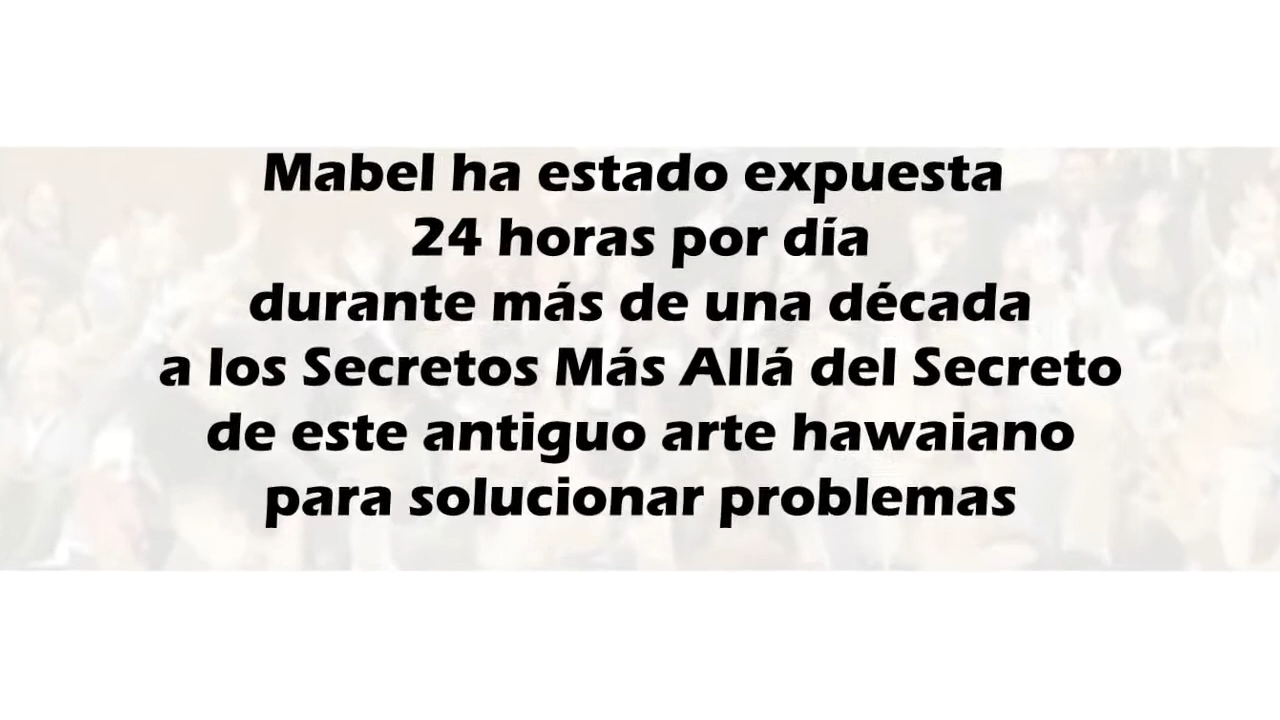 Mabel ha estado expuesta
24 horas por día
durante más de una década
a los Secretos Más Allá del Secreto
de este antiguo arte hawaiano
para solucionar problemas